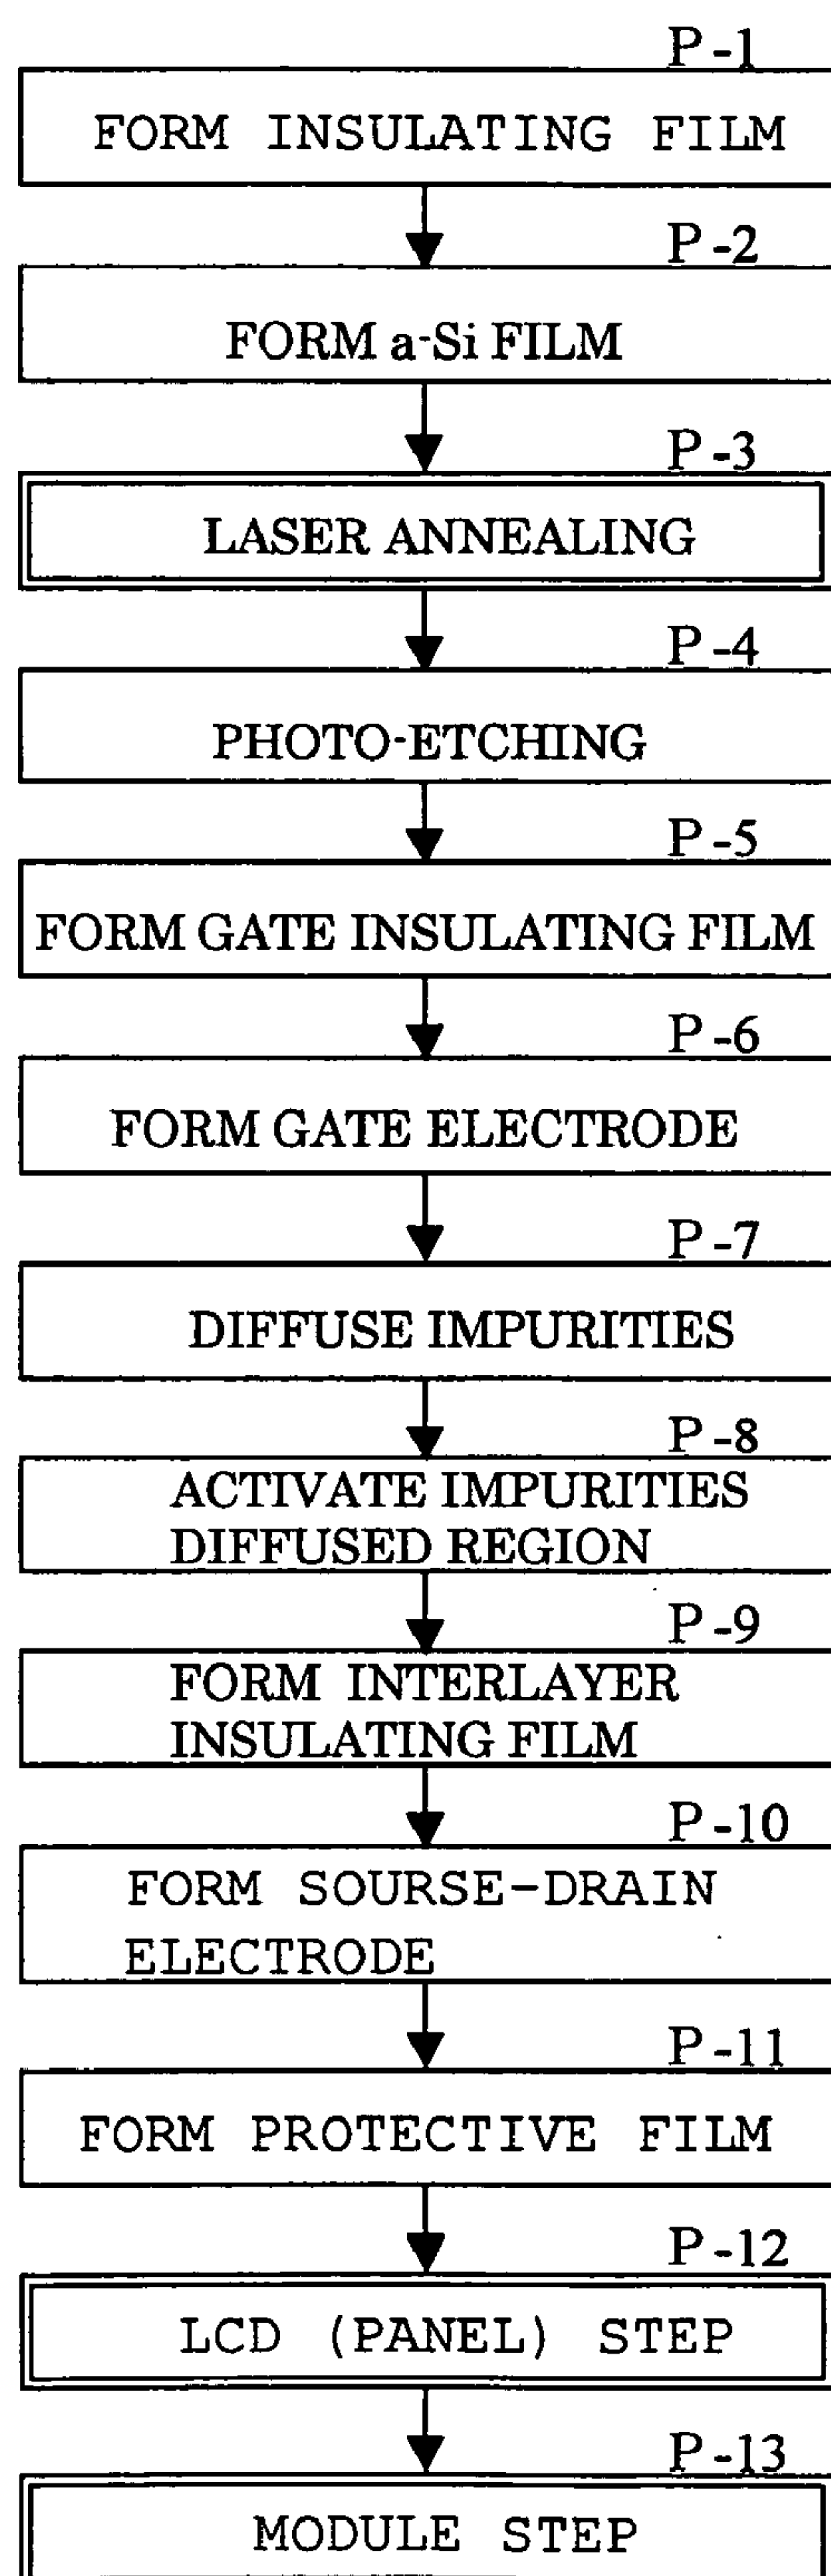 P-1
FORM INSULATING FILM
P-2
FORM a-Si FILM
P-3
LASER ANNEALING
P-4
PHOTO-ETCHING
P-5
FORM GATE INSULATING FILM
P-6
FORM GATE ELECTRODE
P-7
DIFFUSE IMPURITIES
P-8
ACTIVATE IMPURITIES
DIFFUSED REGION
P-9
FORM INTERLAYER
INSULATING FILM
P-10
FORM SOURSE-DRAIN
ELECTRODE
P-11
FORM PROTECTIVE FILM
P-12
LCD (PANEL) STEP
P-13
MODULE STEP